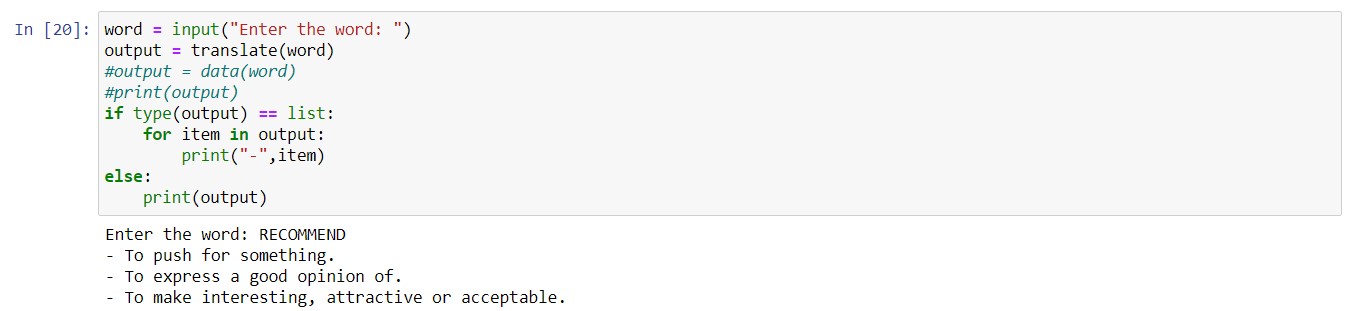 In [20]: word = input("Enter the word: ")
output = translate(word)
#output = data(word)
#print(output)
if type(output) == list:
    for item in output:
        print("-",item)
else:
    print(output)
Enter the word: RECOMMEND
- To push for something.
- To express a good opinion of.
- To make interesting, attractive or acceptable.